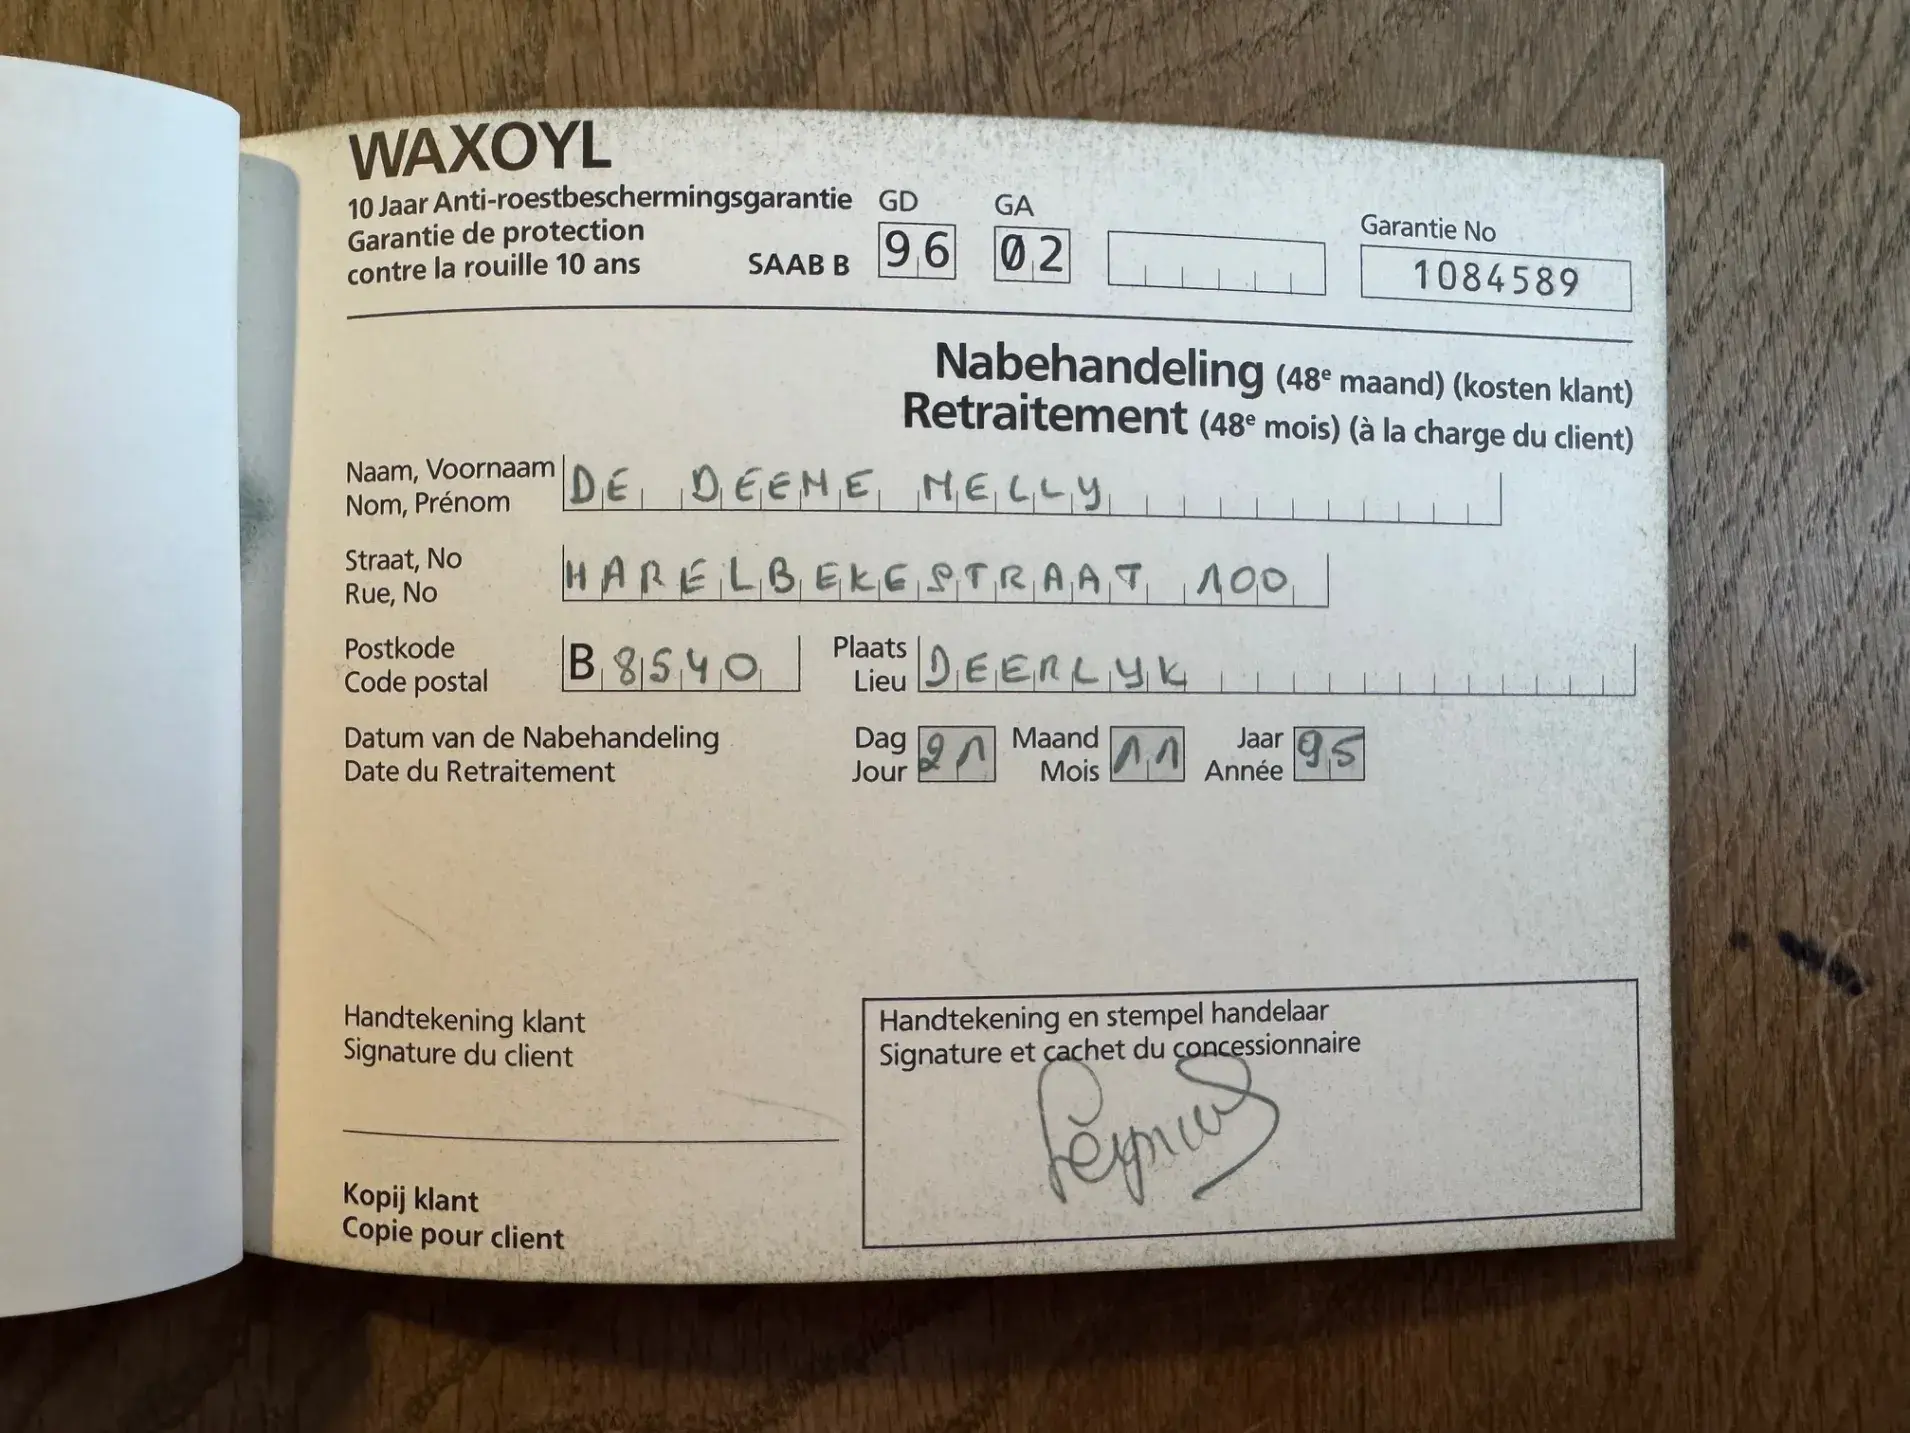 WAXOYL
10 Jaar Anti-roestbeschermingsgarantie
Garantie de protection
contre la rouille 10 ans
SAAB B
GD
96
GA
02
Garantie No
1084589
Nabehandeling (48e maand) (kosten klant)
Retraitement (48e mois) (à la charge du client)
Naam, Voornaam
Nom, Prénom
DE DEENE NELLY
Straat, No
Rue, No
HARELBEKESTRAAT 100
Postkode
Code postal
B 8540
Plaats
Lieu
DEERLYK
Datum van de Nabehandeling
Date du Retraitement
Dag
Jour
21
Maand
Mois
11
Jaar
Année
95
Handtekening klant
Signature du client
Handtekening en stempel handelaar
Signature et cachet du concessionnaire
Kopij klant
Copie pour client